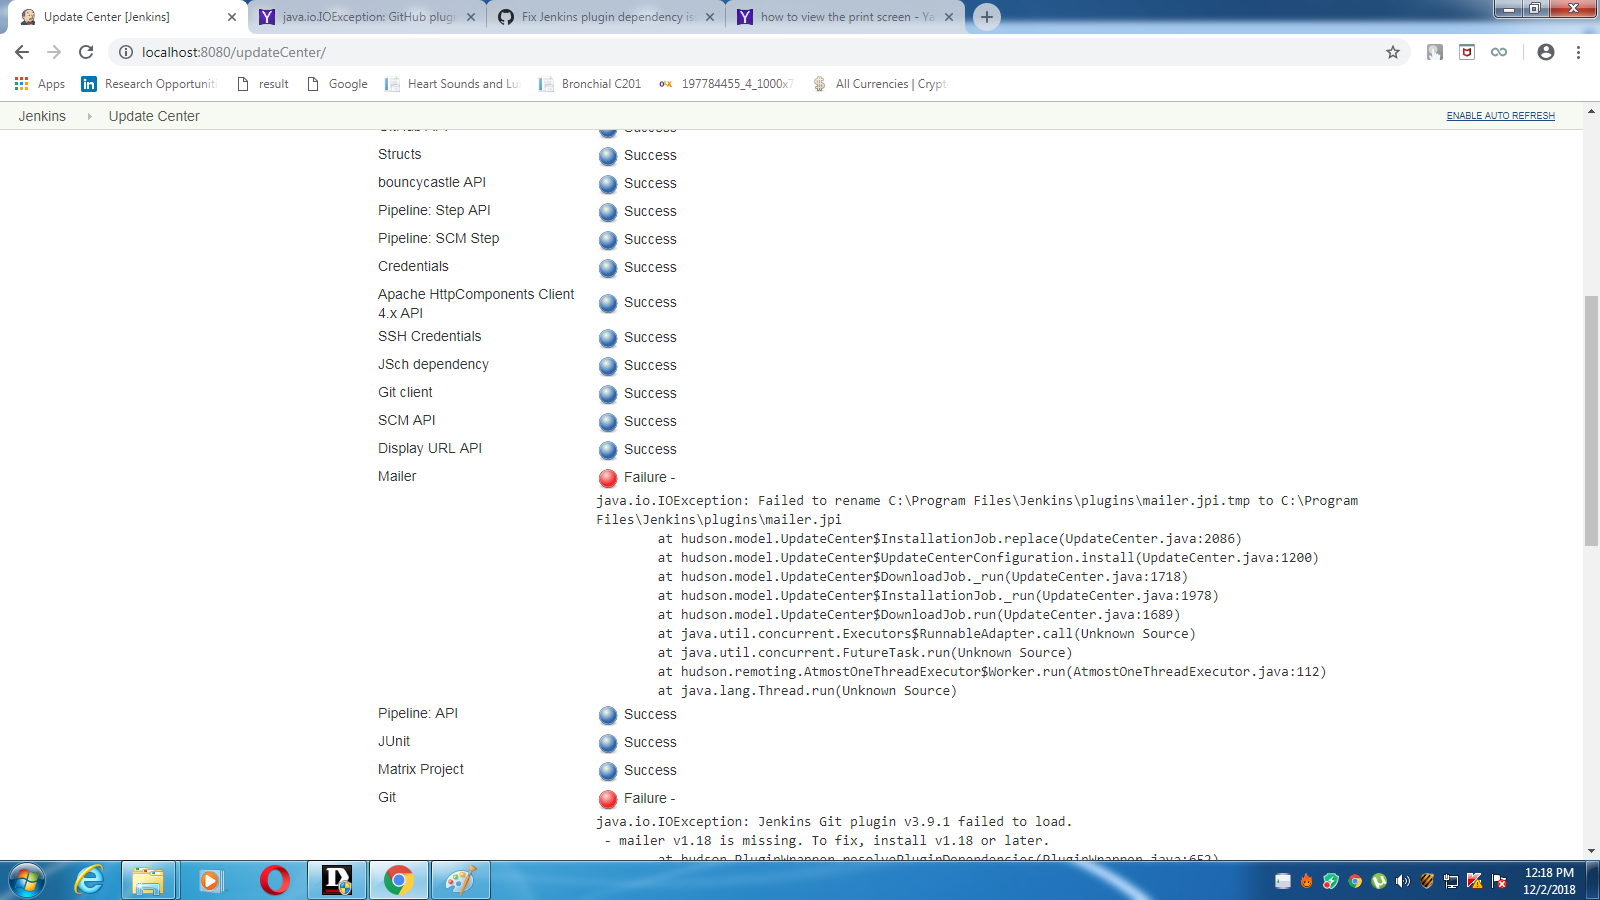 Update Center [Jenkins]
java.io.IOException: GitHub plugi
Fix Jenkins plugin dependency is
how to view the print screen - Ya
localhost:8080/updateCenter/
Apps
Research Opportuniti
result
Google
Heart Sounds and Lu
Bronchial C201
197784455_4_1000x7
All Currencies | Crypt
Jenkins
Update Center
ENABLE AUTO REFRESH
GitHub API Success
Structs Success
bouncycastle API Success
Pipeline: Step API Success
Pipeline: SCM Step Success
Credentials Success
Apache HttpComponents Client
4.x API Success
SSH Credentials Success
JSch dependency Success
Git client Success
SCM API Success
Display URL API Success
Mailer Failure -
java.io.IOException: Failed to rename C:\Program Files\Jenkins\plugins\mailer.jpi.tmp to C:\Program
Files\Jenkins\plugins\mailer.jpi
at hudson.model.UpdateCenter$InstallationJob.replace(UpdateCenter.java:2086)
at hudson.model.UpdateCenter$UpdateCenterConfiguration.install(UpdateCenter.java:1200)
at hudson.model.UpdateCenter$DownloadJob._run(UpdateCenter.java:1718)
at hudson.model.UpdateCenter$InstallationJob._run(UpdateCenter.java:1978)
at hudson.model.UpdateCenter$DownloadJob.run(UpdateCenter.java:1689)
at java.util.concurrent.Executors$RunnableAdapter.call(Unknown Source)
at java.util.concurrent.FutureTask.run(Unknown Source)
at hudson.remoting.AtmostOneThreadExecutor$Worker.run(AtmostOneThreadExecutor.java:112)
at java.lang.Thread.run(Unknown Source)
Pipeline: API Success
JUnit Success
Matrix Project Success
Git Failure -
java.io.IOException: Jenkins Git plugin v3.9.1 failed to load.
- mailer v1.18 is missing. To fix, install v1.18 or later.
at hudson.PluginWrapper.resolvePluginDependencies(PluginWrapper.java:652)
12:18 PM
12/2/2018